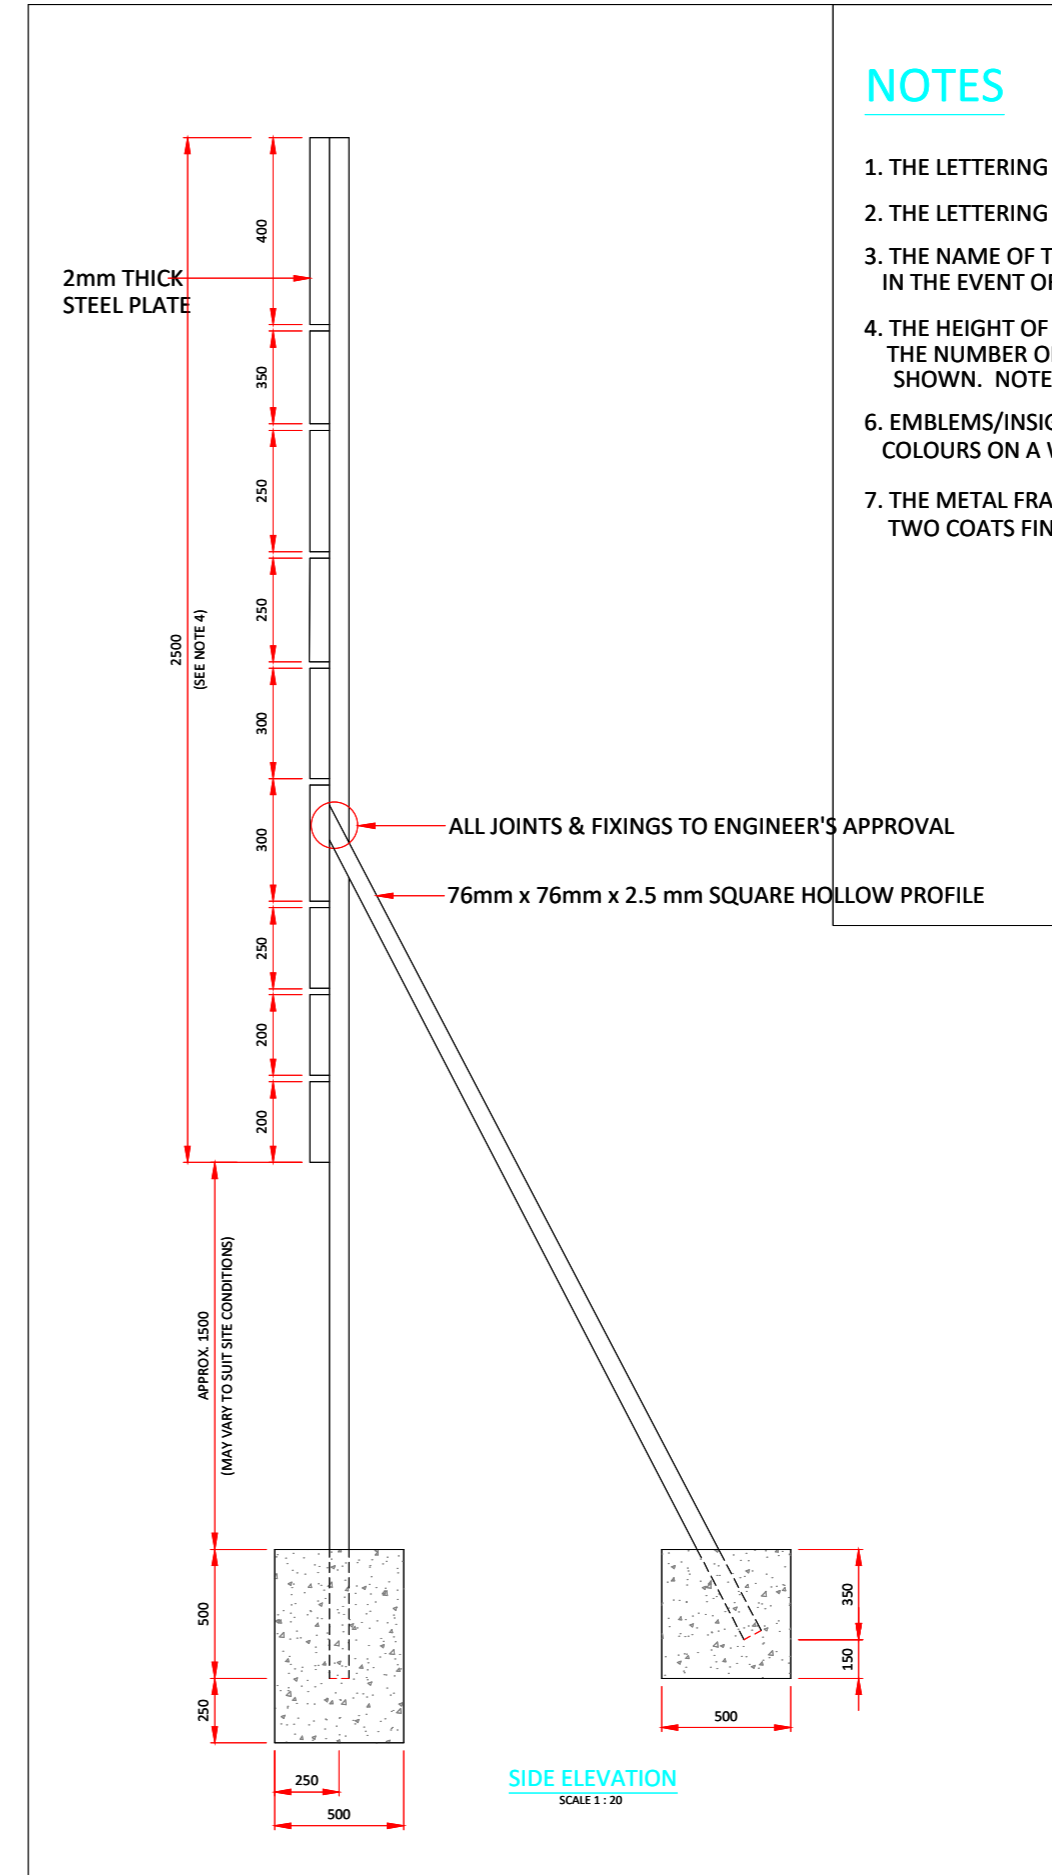 NOTES
1. THE LETTERING
2. THE LETTERING
3. THE NAME OF T
IN THE EVENT OF
4. THE HEIGHT OF
THE NUMBER OF
SHOWN. NOTE
6. EMBLEMS/INSIG
COLOURS ON A W
7. THE METAL FRA
TWO COATS FIN
2mm THICK
STEEL PLATE
400
350
250
250
300
300
250
200
200
2500
(SEE NOTE 4)
ALL JOINTS & FIXINGS TO ENGINEER'S APPROVAL
76mm x 76mm x 2.5 mm SQUARE HOLLOW PROFILE
APPROX. 1500
(MAY VARY TO SUIT SITE CONDITIONS)
500
250
250
500
350
150
500
SIDE ELEVATION
SCALE 1 : 20